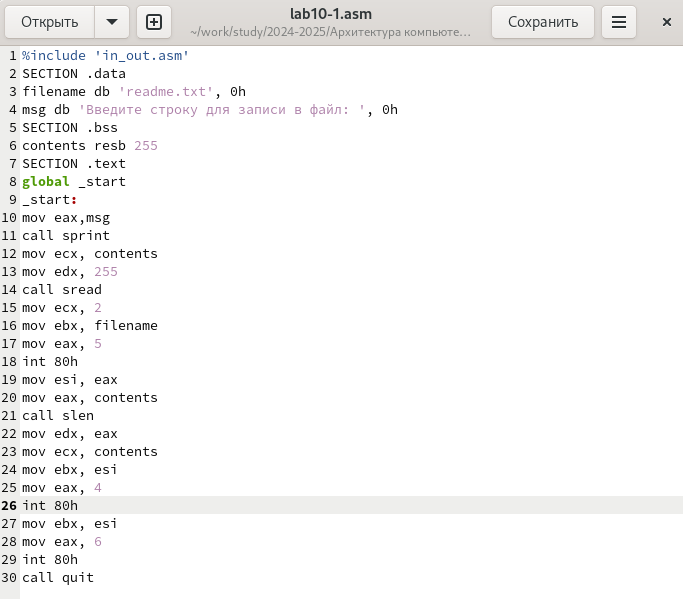 Открыть
lab10-1.asm
~/work/study/2024-2025/Архитектура компьюте...
Сохранить
1 %include 'in_out.asm'
2 SECTION .data
3 filename db 'readme.txt', 0h
4 msg db 'Введите строку для записи в файл: ', 0h
5 SECTION .bss
6 contents resb 255
7 SECTION .text
8 global _start
9 _start:
10 mov eax,msg
11 call sprint
12 mov ecx, contents
13 mov edx, 255
14 call sread
15 mov ecx, 2
16 mov ebx, filename
17 mov eax, 5
18 int 80h
19 mov esi, eax
20 mov eax, contents
21 call slen
22 mov edx, eax
23 mov ecx, contents
24 mov ebx, esi
25 mov eax, 4
26 int 80h
27 mov ebx, esi
28 mov eax, 6
29 int 80h
30 call quit